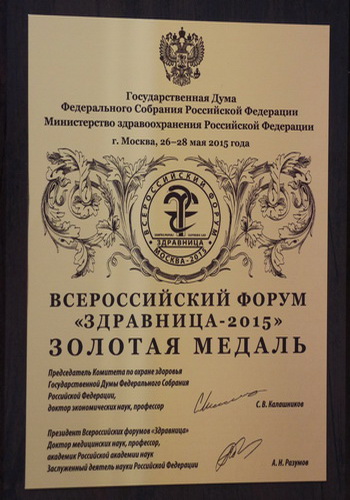 Государственная Дума
Федерального Собрания Российской Федерации
Министерство здравоохранения Российской Федерации
г. Москва, 26–28 мая 2015 года
ВСЕРОССИЙСКИЙ ФОРУМ
ЗДРАВНИЦА
МОСКВА-2015
ВСЕРОССИЙСКИЙ ФОРУМ
«ЗДРАВНИЦА-2015»
ЗОЛОТАЯ МЕДАЛЬ
Председатель Комитета по охране здоровья
Государственной Думы Федерального Собрания
Российской Федерации,
доктор экономических наук, профессор
С.В. Калашников
Президент Всероссийских форумов «Здравница»
Доктор медицинских наук, профессор,
академик Российской академии наук
Заслуженный деятель науки Российской Федерации
А.Н. Разумов